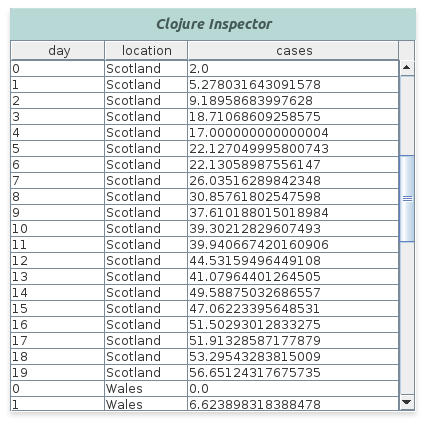 Clojure Inspector
day location cases
0 Scotland 2.0
1 Scotland 5.278031643091578
2 Scotland 9.18958683997628
3 Scotland 18.71068609258575
4 Scotland 17.000000000000004
5 Scotland 22.127049995800743
6 Scotland 22.13058987556147
7 Scotland 26.03516289842348
8 Scotland 30.85761802547598
9 Scotland 37.610188015018984
10 Scotland 39.30212829607493
11 Scotland 39.940667420160906
12 Scotland 44.53159496449108
13 Scotland 41.07964401264505
14 Scotland 49.58875032686557
15 Scotland 47.06223395648531
16 Scotland 51.50293012833275
17 Scotland 51.91328587177879
18 Scotland 53.29543283815009
19 Scotland 56.65124317675735
0 Wales 0.0
1 Wales 6.623898318388478